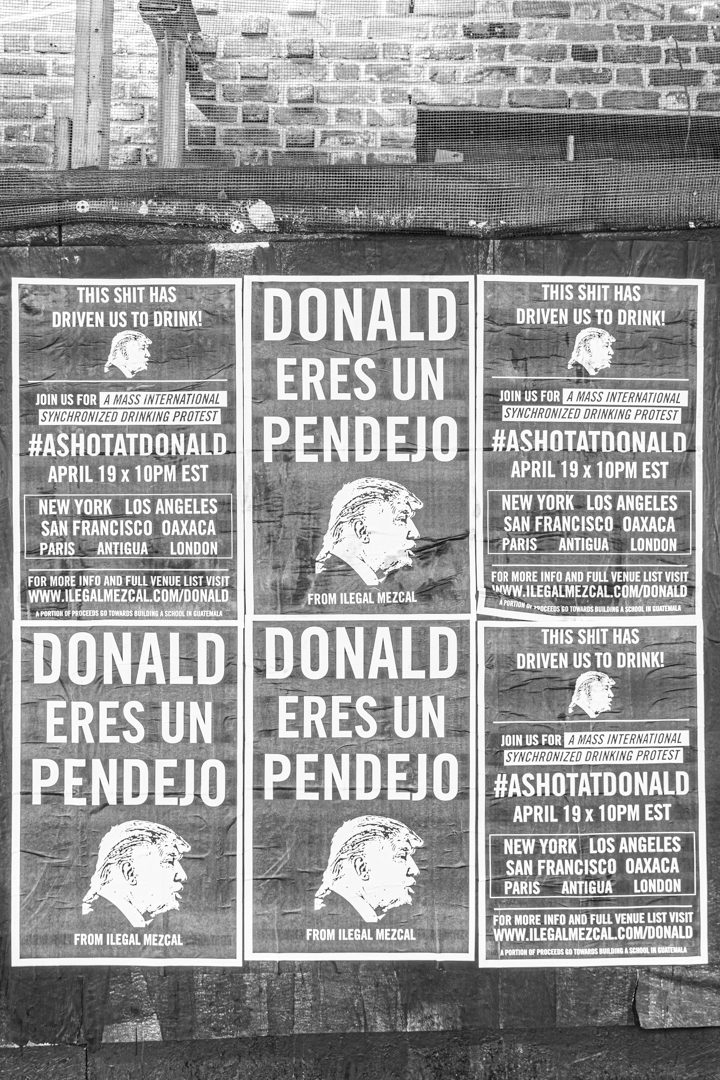 THIS SHIT HAS
DRIVEN US TO DRINK!
JOIN US FOR A MASS INTERNATIONAL
SYNCHRONIZED DRINKING PROTEST
#ASHOTATDONALD
APRIL 19 x 10PM EST
NEW YORK LOS ANGELES
SAN FRANCISCO OAXACA
PARIS ANTIGUA LONDON
FOR MORE INFO AND FULL VENUE LIST VISIT
WWW.ILEGALMEZCAL.COM/DONALD
A PORTION OF PROCEEDS GO TOWARDS BUILDING A SCHOOL IN GUATEMALA
DONALD
ERES UN
PENDEJO
FROM ILEGAL MEZCAL
THIS SHIT HAS
DRIVEN US TO DRINK!
JOIN US FOR A MASS INTERNATIONAL
SYNCHRONIZED DRINKING PROTEST
#ASHOTATDONALD
APRIL 19 x 10PM EST
NEW YORK LOS ANGELES
SAN FRANCISCO OAXACA
PARIS ANTIGUA LONDON
FOR MORE INFO AND FULL VENUE LIST VISIT
WWW.ILEGALMEZCAL.COM/DONALD
A PORTION OF PROCEEDS GO TOWARDS BUILDING A SCHOOL IN GUATEMALA
DONALD
ERES UN
PENDEJO
FROM ILEGAL MEZCAL
DONALD
ERES UN
PENDEJO
FROM ILEGAL MEZCAL
THIS SHIT HAS
DRIVEN US TO DRINK!
JOIN US FOR A MASS INTERNATIONAL
SYNCHRONIZED DRINKING PROTEST
#ASHOTATDONALD
APRIL 19 x 10PM EST
NEW YORK LOS ANGELES
SAN FRANCISCO OAXACA
PARIS ANTIGUA LONDON
FOR MORE INFO AND FULL VENUE LIST VISIT
WWW.ILEGALMEZCAL.COM/DONALD
A PORTION OF PROCEEDS GO TOWARDS BUILDING A SCHOOL IN GUATEMALA